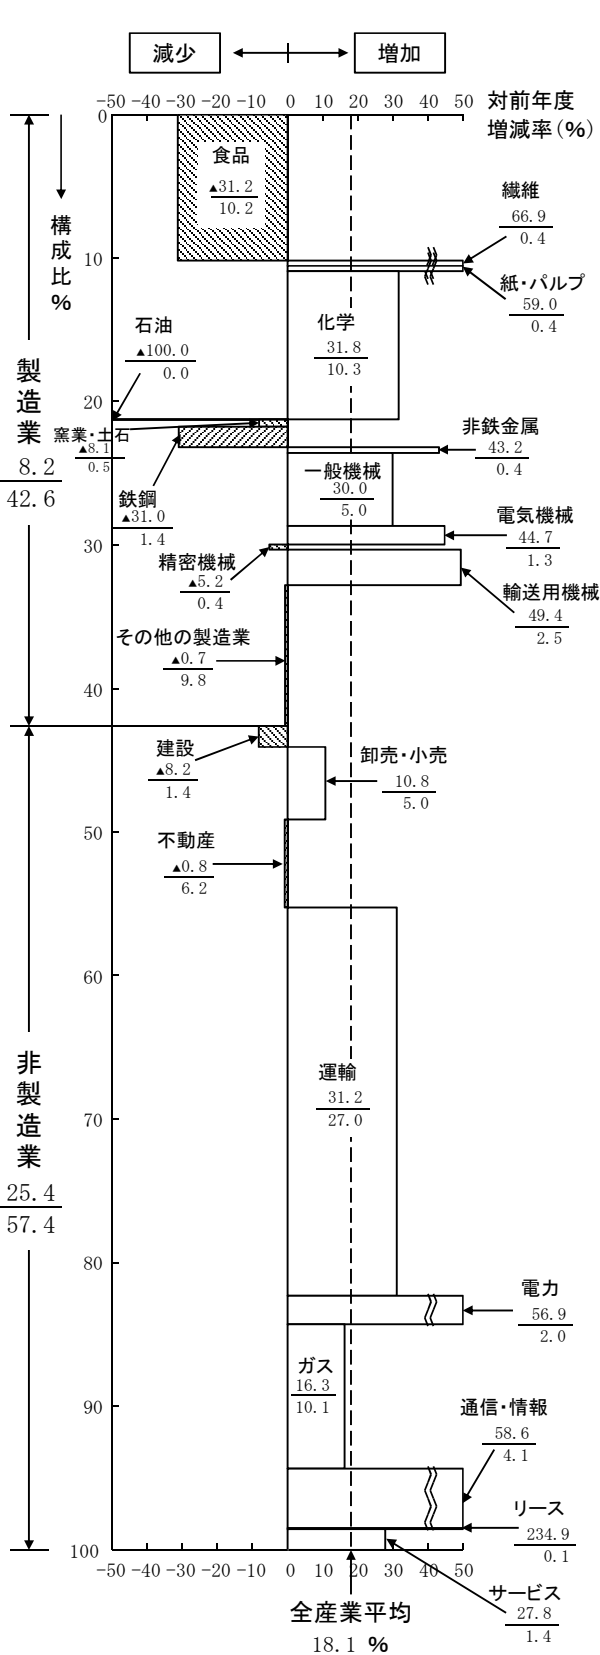 減少
増加
-50 -40 -30 -20 -10 0 10 20 30 40 50
対前年度
増減率(%)
0
10
20
30
40
50
60
70
80
90
100
構成比%
製造業
8.2
42.6
非製造業
25.4
57.4
食品
▲31.2
10.2
繊維
66.9
0.4
紙・パルプ
59.0
0.4
化学
31.8
10.3
石油
▲100.0
0.0
窯業・土石
▲8.1
0.5
鉄鋼
▲31.0
1.4
非鉄金属
43.2
0.4
一般機械
30.0
5.0
電気機械
44.7
1.3
精密機械
▲5.2
0.4
輸送用機械
49.4
2.5
その他の製造業
▲0.7
9.8
建設
▲8.2
1.4
卸売・小売
10.8
5.0
不動産
▲0.8
6.2
運輸
31.2
27.0
電力
56.9
2.0
ガス
16.3
10.1
通信・情報
58.6
4.1
リース
234.9
0.1
サービス
27.8
1.4
-50 -40 -30 -20 -10 0 10 20 30 40 50
全産業平均
18.1 %